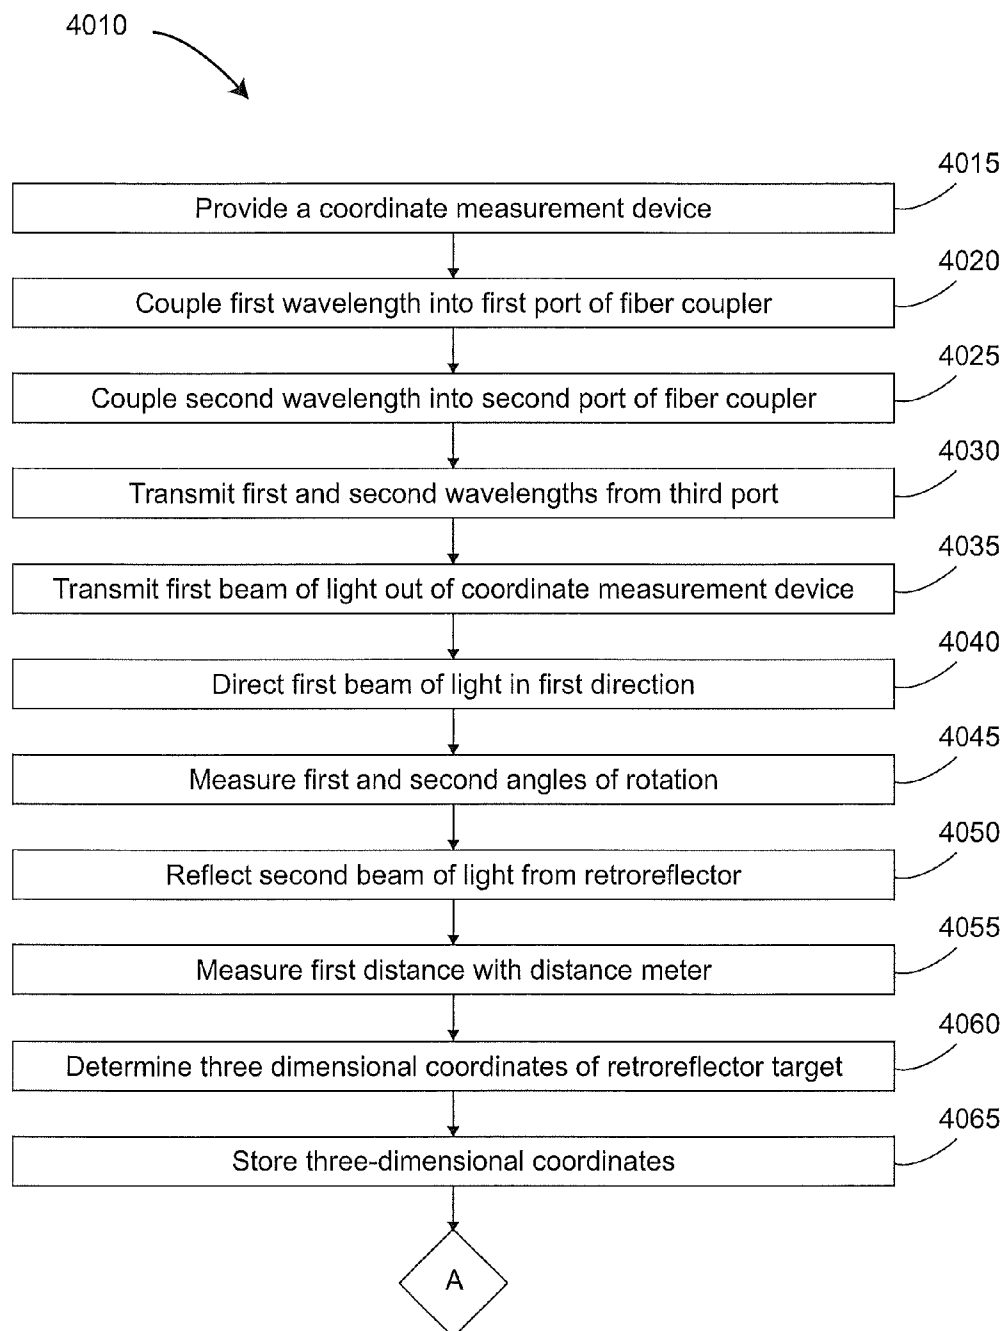 4010
4015
Provide a coordinate measurement device
4020
Couple first wavelength into first port of fiber coupler
4025
Couple second wavelength into second port of fiber coupler
4030
Transmit first and second wavelengths from third port
4035
Transmit first beam of light out of coordinate measurement device
4040
Direct first beam of light in first direction
4045
Measure first and second angles of rotation
4050
Reflect second beam of light from retroreflector
4055
Measure first distance with distance meter
4060
Determine three dimensional coordinates of retroreflector target
4065
Store three-dimensional coordinates
A